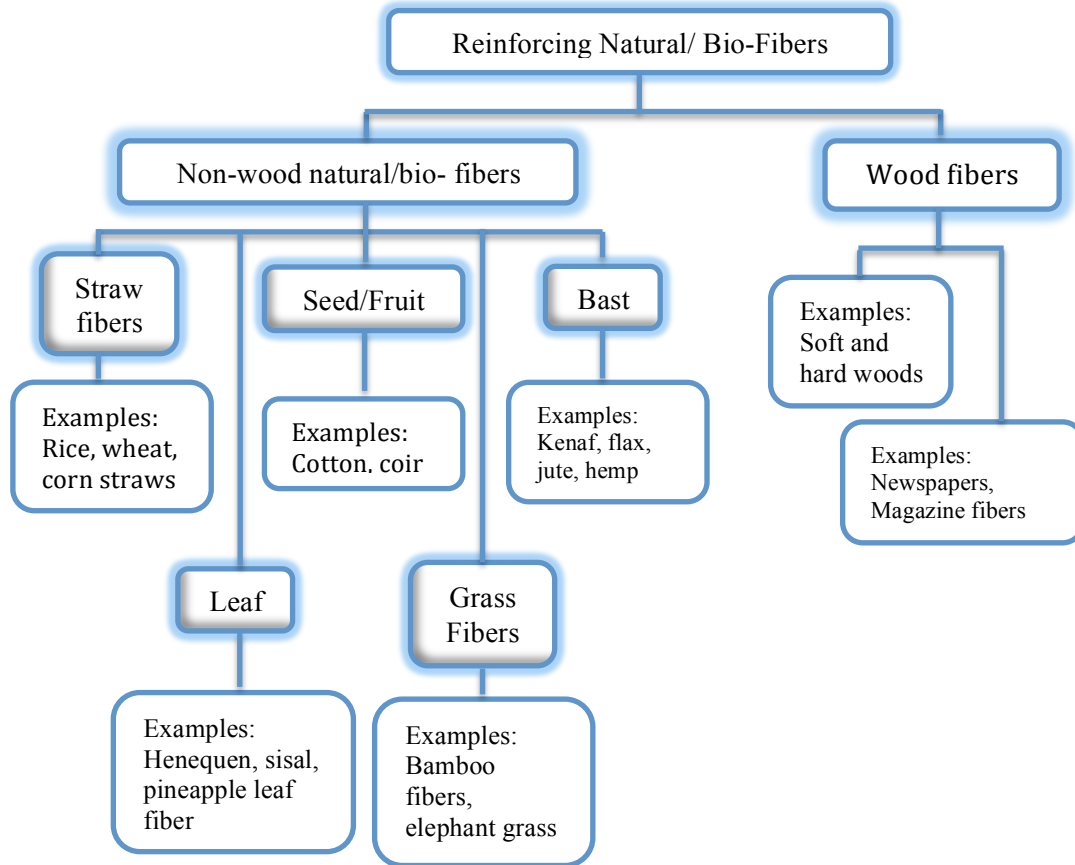 Reinforcing Natural/ Bio-Fibers
Non-wood natural/bio- fibers
Wood fibers
Straw
fibers
Seed/Fruit
Bast
Examples:
Soft and
hard woods
Examples:
Rice, wheat,
corn straws
Examples:
Cotton. coir
Examples:
Kenaf, flax,
jute, hemp
Examples:
Newspapers,
Magazine fibers
Leaf
Grass
Fibers
Examples:
Henequen, sisal,
pineapple leaf
fiber
Examples:
Bamboo
fibers,
elephant grass